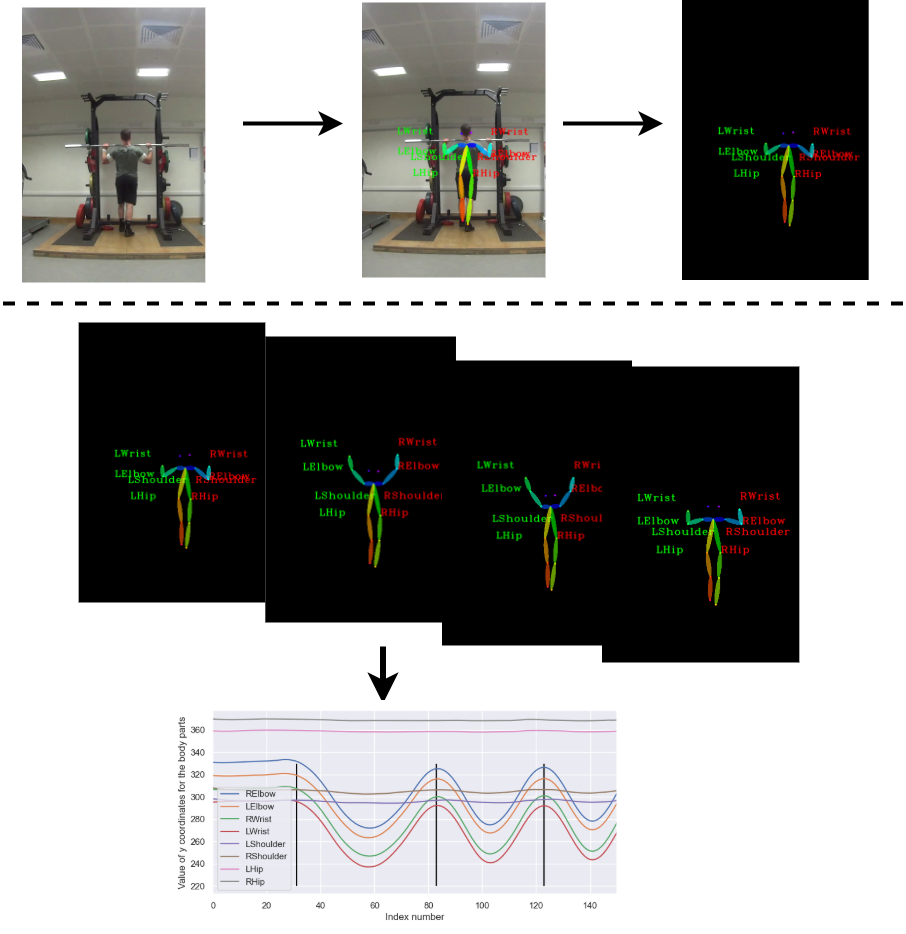 LWrist
RWrist
LElbow
RElbow
LShoulder
RShoulder
LHip
RHip
LWrist
RWrist
LElbow
RElbow
LShoulder
RShoulder
LHip
RHip
LWrist
RWrist
LElbow
RElbow
LShoulder
RShoulder
LHip
RHip
LWrist
RWrist
LElbow
RElbow
LShoulder
RShoulder
LHip
RHip
LWrist
RWri
LElbow
RElbc
LShoulder
RShoul
LHip
RHip
LWrist
RWrist
LElbow
RElbow
LShoulder
RShoulder
LHip
RHip
Value of y coordinates for the body parts
360
340
320
300
280
260
240
220
RElbow
LElbow
RWrist
LWrist
LShoulder
RShoulder
LHip
RHip
0 20 40 60 80 100 120 140
Index number